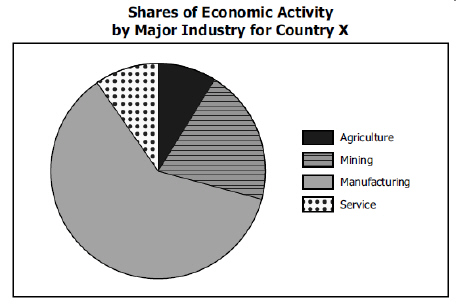 Shares of Economic Activity
by Major Industry for Country X
Agriculture
Mining
Manufacturing
Service